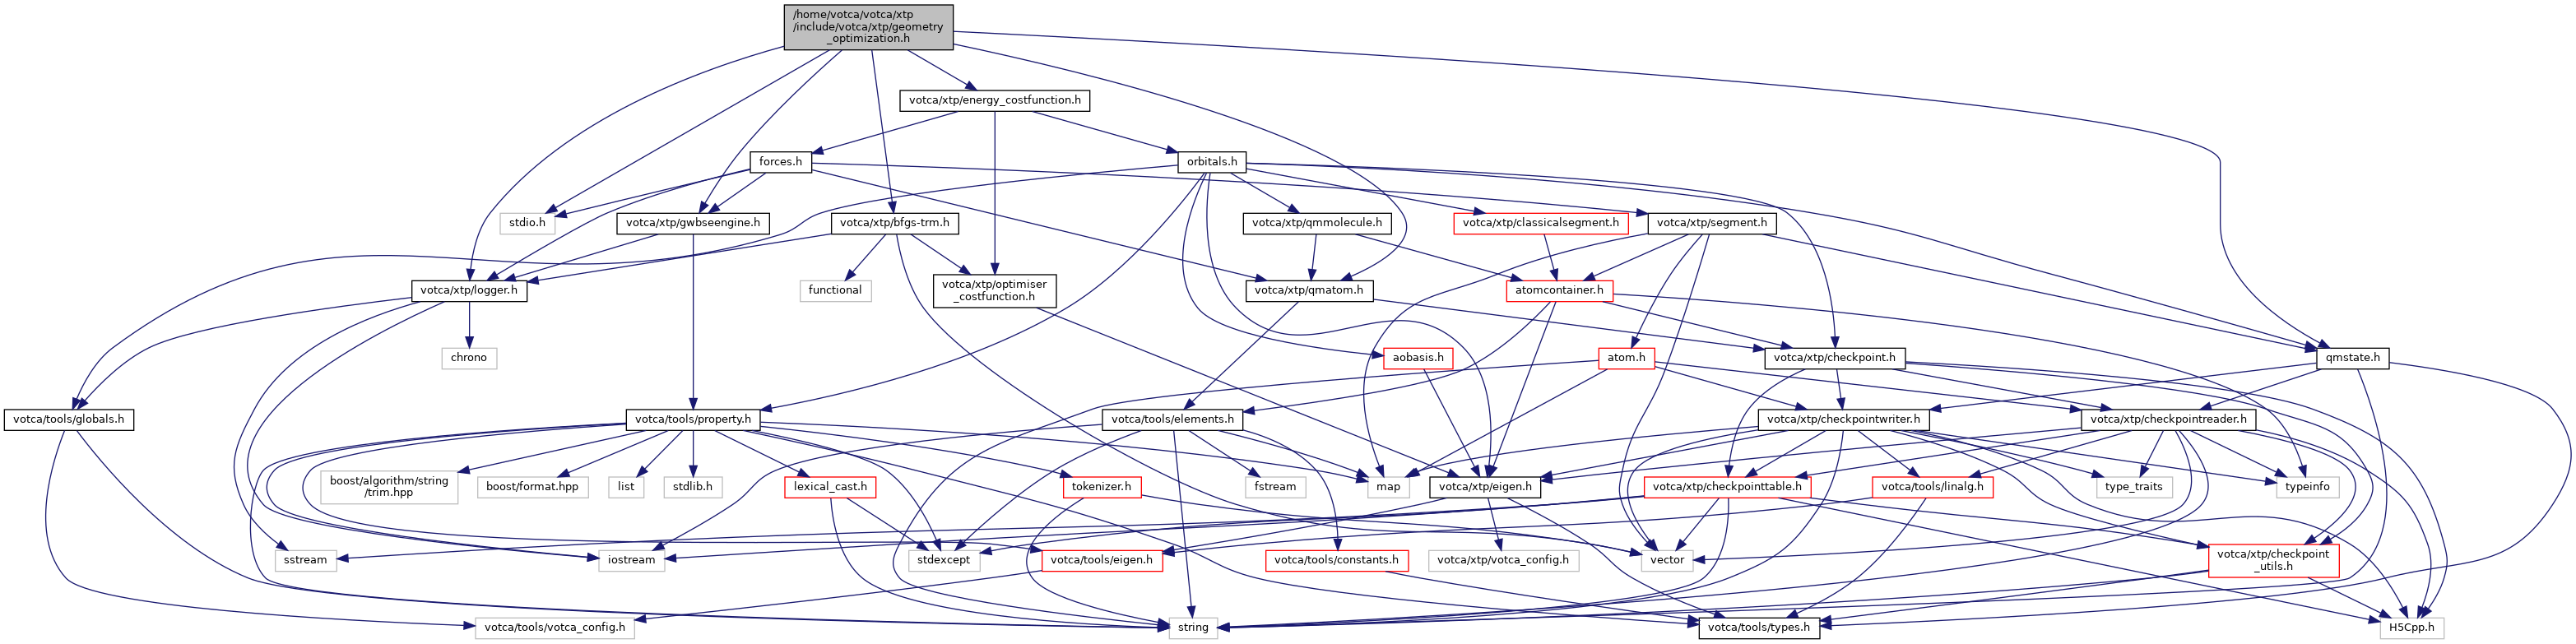 /home/votca/votca/xtp
/include/votca/xtp/geometry
_optimization.h
votca/xtp/energy_costfunction.h
forces.h
orbitals.h
stdio.h
votca/xtp/gwbseengine.h
votca/xtp/bfgs-trm.h
votca/xtp/qmmolecule.h
votca/xtp/classicalsegment.h
votca/xtp/segment.h
votca/xtp/logger.h
functional
votca/xtp/optimiser
_costfunction.h
votca/xtp/qmatom.h
atomcontainer.h
chrono
aobasis.h
atom.h
votca/xtp/checkpoint.h
qmstate.h
votca/tools/globals.h
votca/tools/property.h
votca/tools/elements.h
votca/xtp/checkpointwriter.h
votca/xtp/checkpointreader.h
boost/algorithm/string
/trim.hpp
boost/format.hpp
list
stdlib.h
lexical_cast.h
tokenizer.h
fstream
map
votca/xtp/eigen.h
votca/xtp/checkpointtable.h
votca/tools/linalg.h
type_traits
typeinfo
sstream
iostream
stdexcept
votca/tools/eigen.h
votca/tools/constants.h
votca/xtp/votca_config.h
vector
votca/xtp/checkpoint
_utils.h
votca/tools/votca_config.h
string
votca/tools/types.h
H5Cpp.h